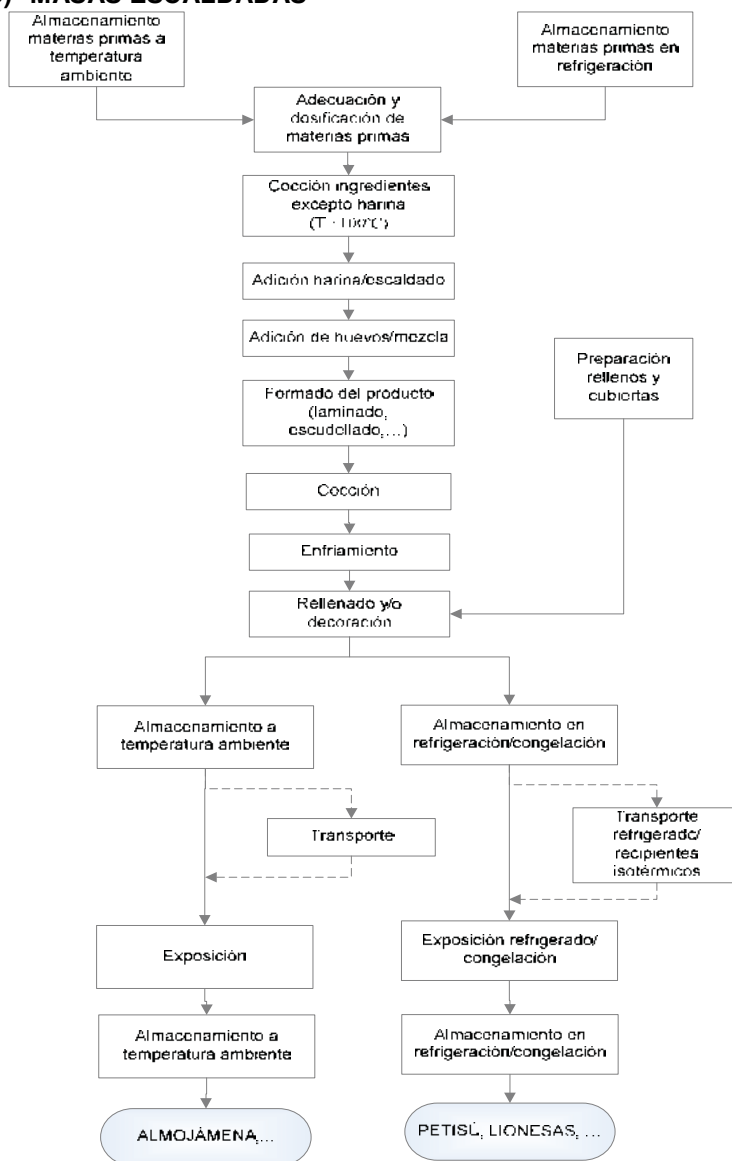 MASAS ESCALDADAS
Almacenamiento
materias primas a
temperatura
ambiente
Almacenamiento
materias primas en
refrigeración
Adecuación y
dosificación de
materias primas
Cocción ingredientes
excepto harina
Adición harina/escaldado
Adición de huevos/mezcla
Preparación
rellenos y
cubiertas
Formado del producto
(laminado,
escudellado,…)
Cocción
Enfriamiento
Rellenado y/o
decoración
Almacenamiento a
temperatura ambiente
Almacenamiento en
refrigeración/congelación
Transporte
Transporte
refrigerado/
recipientes
isotérmicos
Exposición
Exposición refrigerado/
congelación
Almacenamiento a
temperatura ambiente
Almacenamiento en
refrigeración/congelación
ALMOJÁMENA,…
PETISÚ, LIONESAS, …